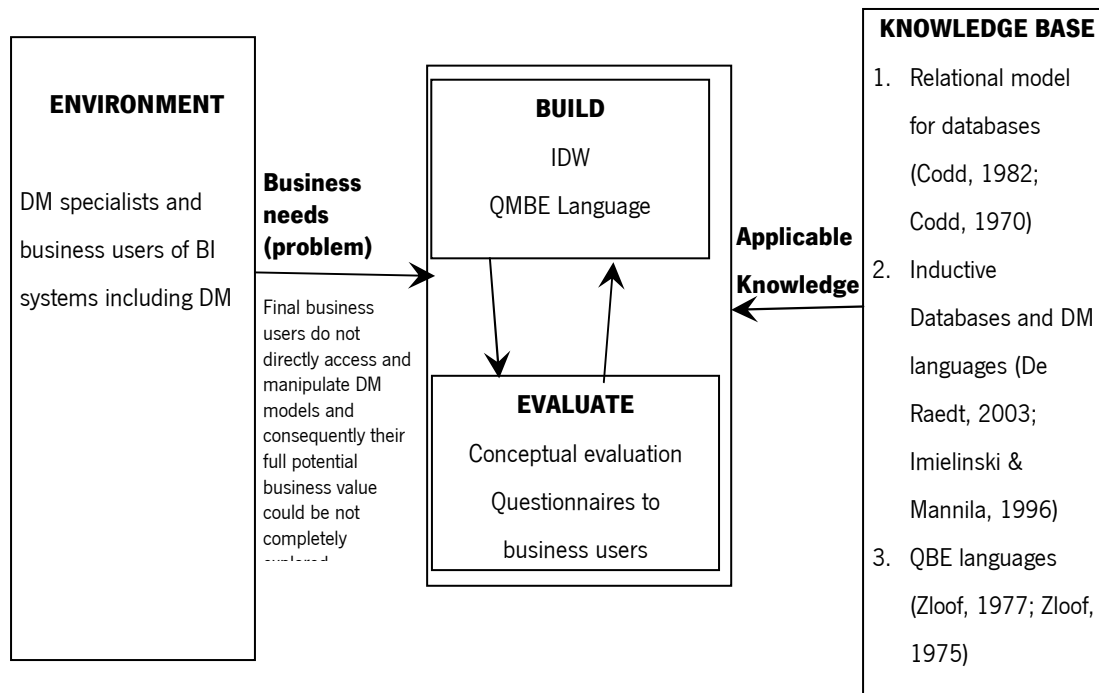 ENVIRONMENT
DM specialists and
business users of BI
systems including DM
Business
needs
(problem)
Final business
users do not
directly access and
manipulate DM
models and
consequently their
full potential
business value
could be not
completely
BUILD
IDW
QMBE Language
EVALUATE
Conceptual evaluation
Questionnaires to
business users
Applicable
Knowledge
KNOWLEDGE BASE
1. Relational model
for databases
(Codd, 1982;
Codd, 1970)
2. Inductive
Databases and DM
languages (De
Raedt, 2003;
Imielinski &
Mannila, 1996)
3. QBE languages
(Zloof, 1977; Zloof,
1975)